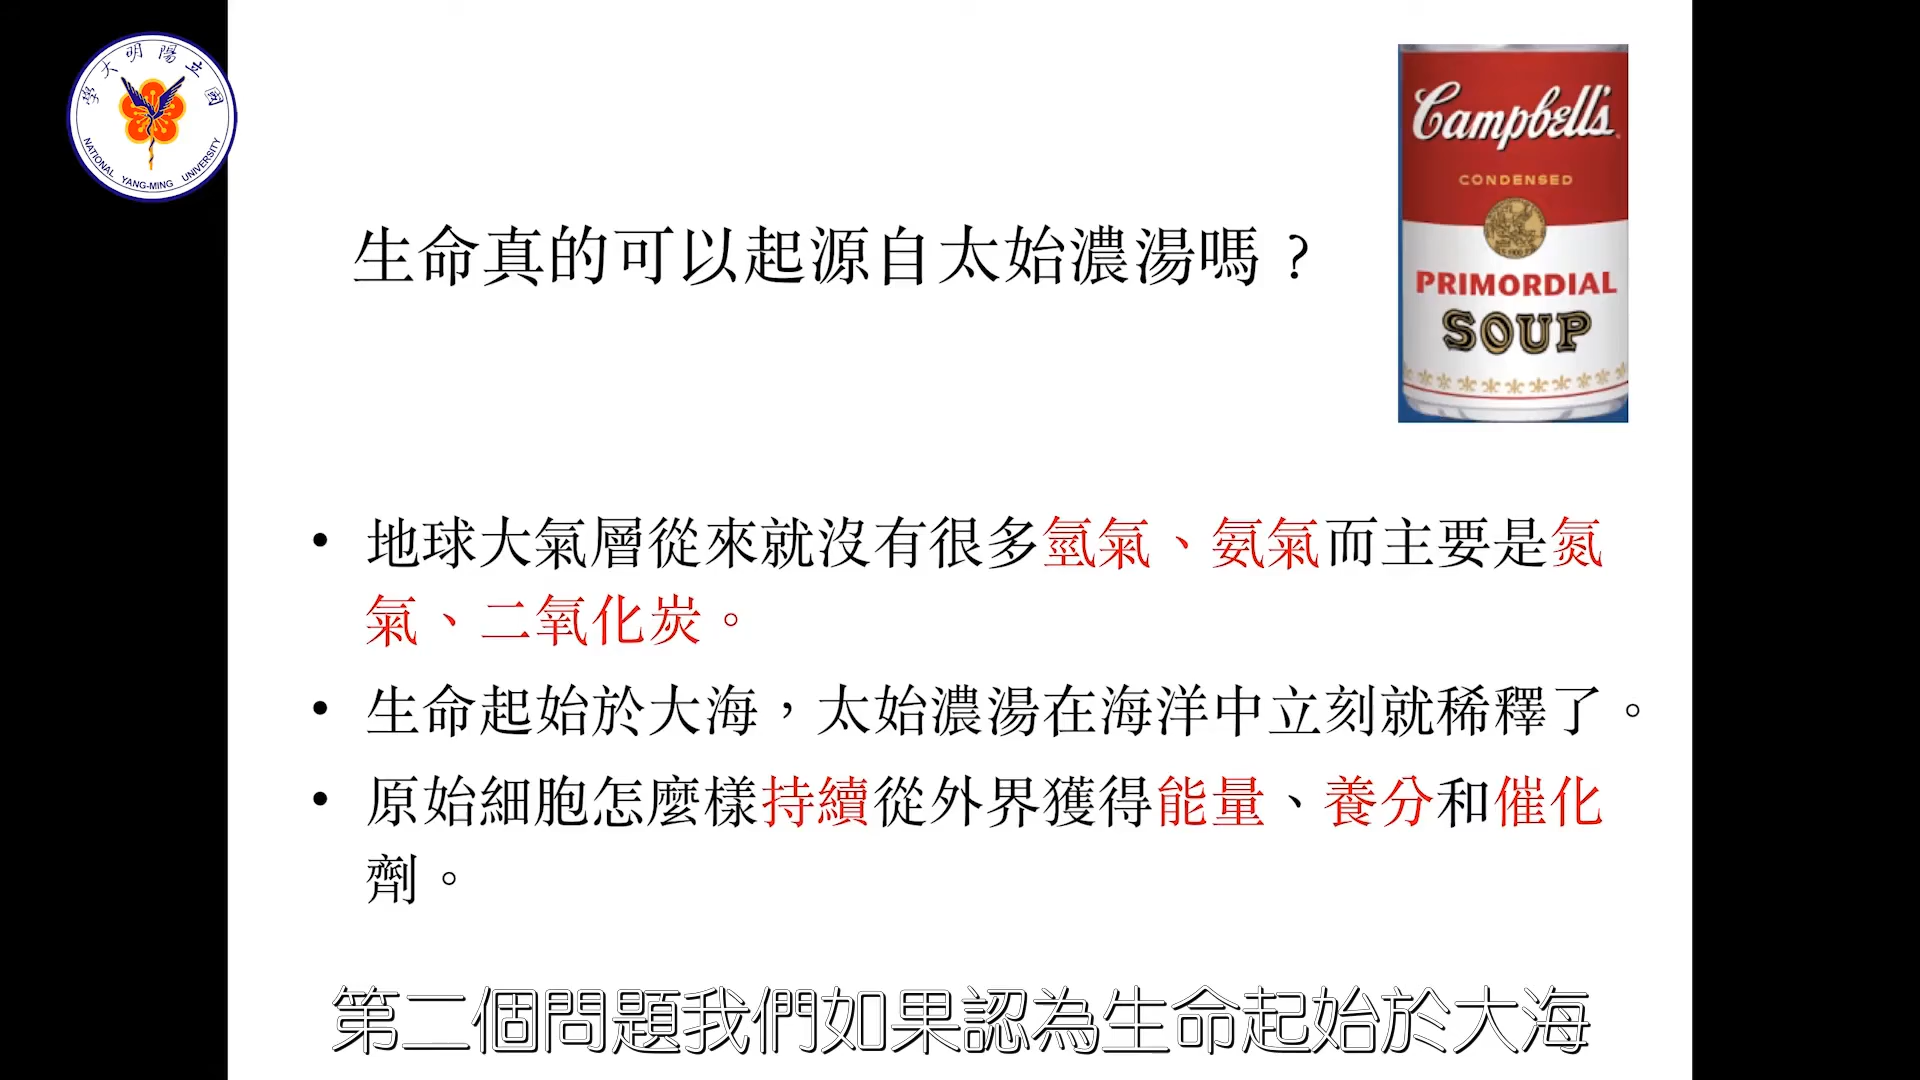 國立陽明大學
NATIONAL YANG-MING UNIVERSITY
Campbell's
CONDENSED
PRIMORDIAL
SOUP
生命真的可以起源自太始濃湯嗎？
• 地球大氣層從來就沒有很多氫氣、氨氣而主要是氮
氣、二氧化炭。
• 生命起始於大海，太始濃湯在海洋中立刻就稀釋了。
• 原始細胞怎麼樣持續從外界獲得能量、養分和催化
劑。
第二個問題我們如果認為生命起始於大海